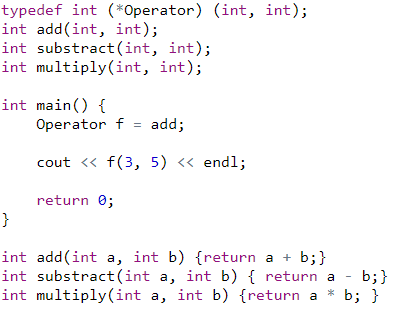 typedef int (*Operator) (int, int);
int add(int, int);
int substract(int, int);
int multiply(int, int);
int main() {
Operator f = add;
cout << f(3, 5) << endl;
return 0;
}
int add(int a, int b) {return a + b;}
int substract(int a, int b) { return a - b;}
int multiply(int a, int b) {return a * b; }